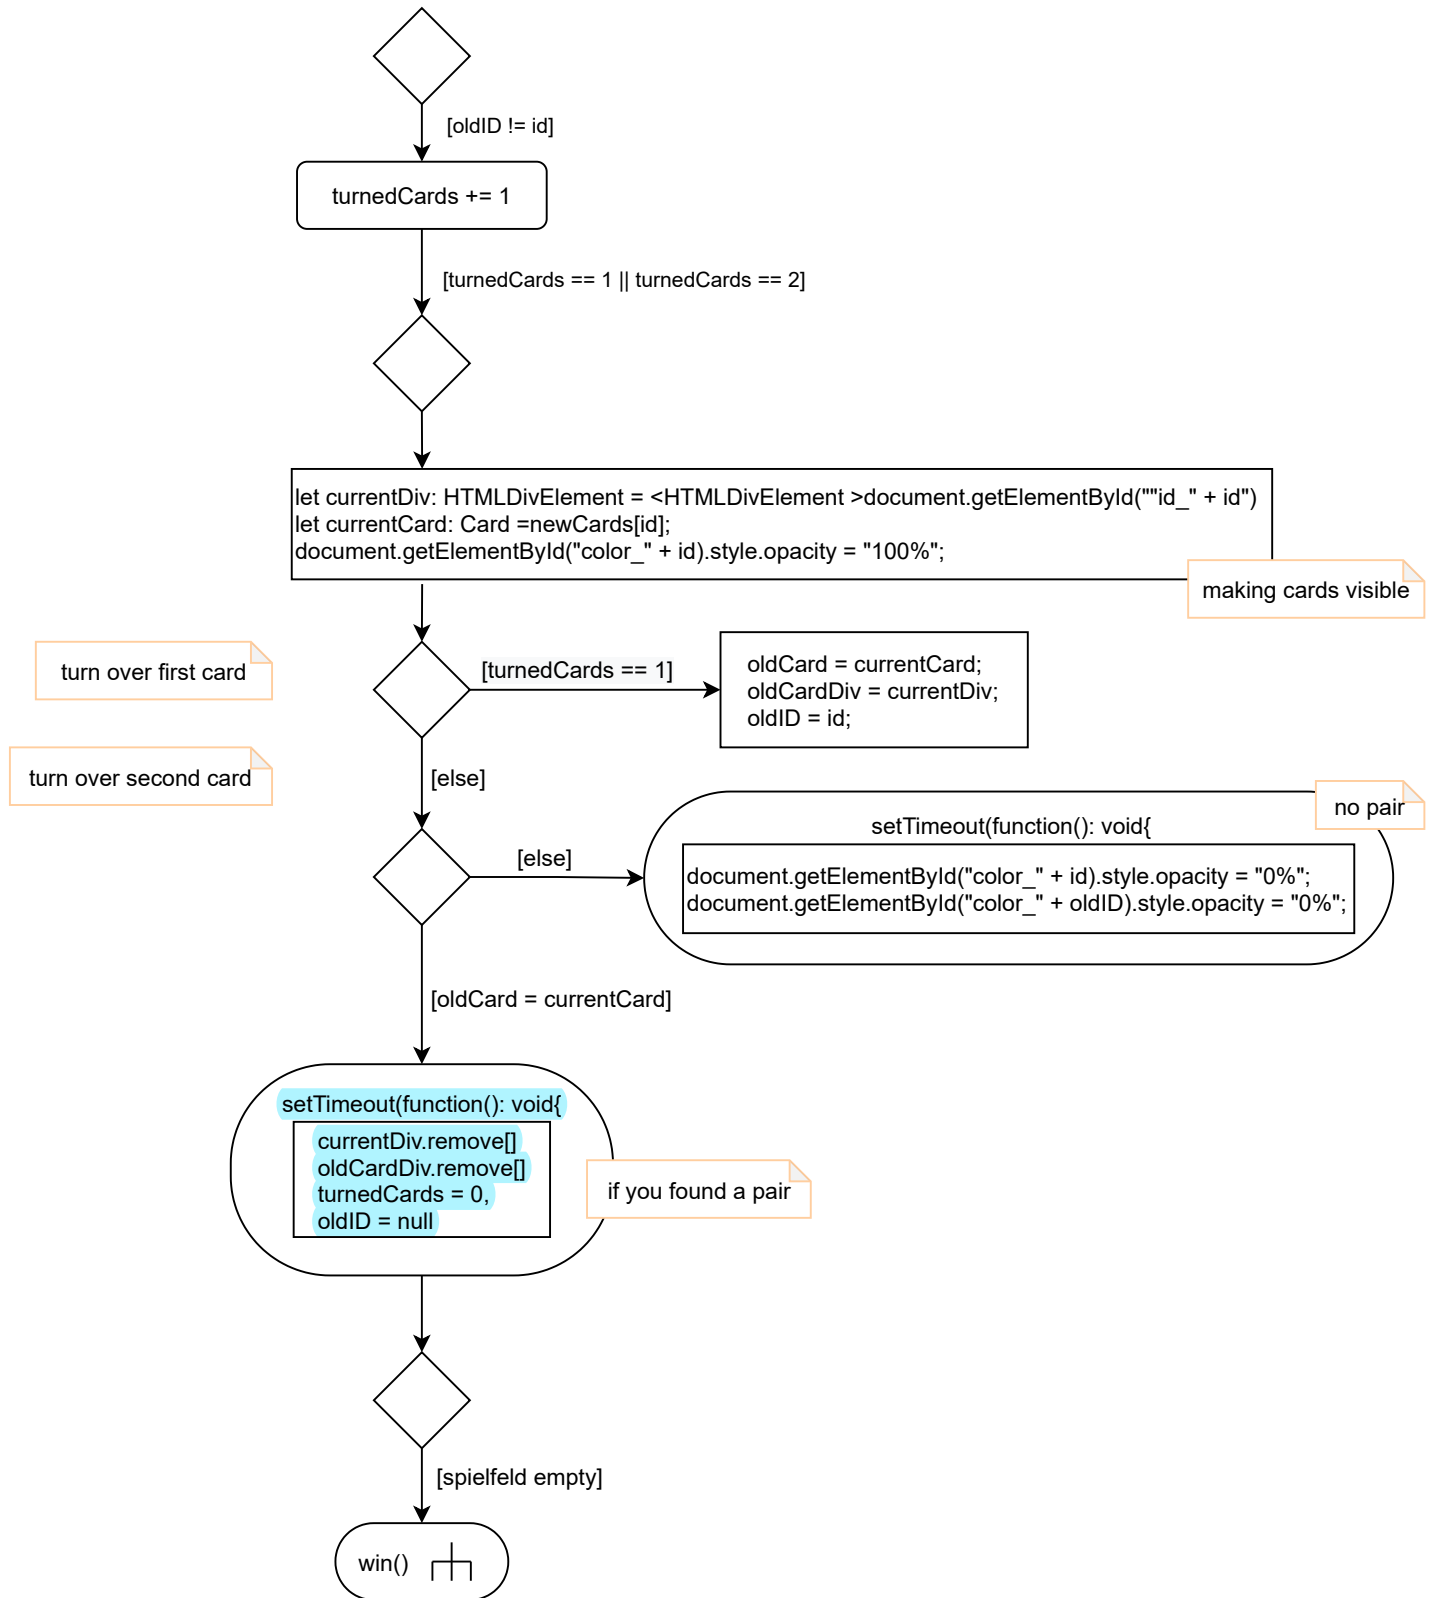 [oldID != id]
turnedCards += 1
[turnedCards == 1 || turnedCards == 2]
let currentDiv: HTMLDivElement = <HTMLDivElement >document.getElementById(""id_" + id")
let currentCard: Card =newCards[id];
document.getElementById("color_" + id).style.opacity = "100%";
making cards visible
turn over first card
[turnedCards == 1]
oldCard = currentCard;
oldCardDiv = currentDiv;
oldID = id;
turn over second card
[else]
no pair
setTimeout(function(): void{
[else]
document.getElementById("color_" + id).style.opacity = "0%";
document.getElementById("color_" + oldID).style.opacity = "0%";
[oldCard = currentCard]
setTimeout(function(): void{
currentDiv.remove[]
oldCardDiv.remove[]
turnedCards = 0,
oldID = null
if you found a pair
[spielfeld empty]
win()